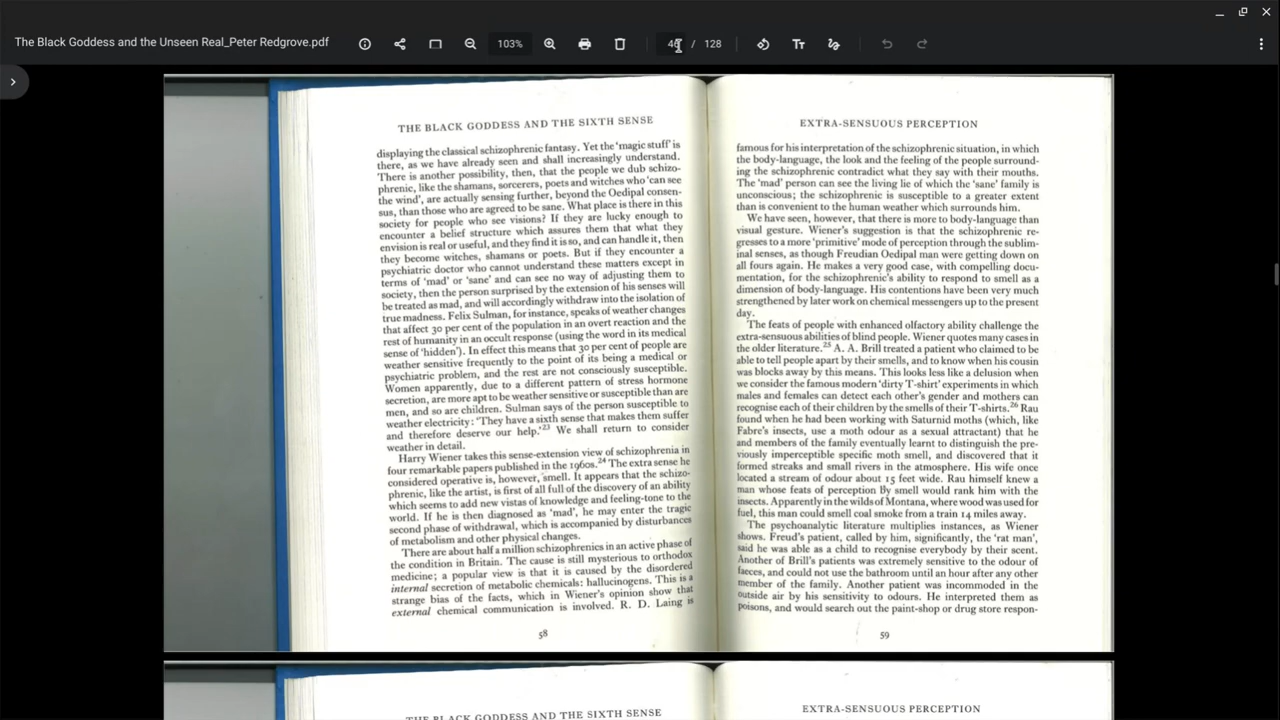 The Black Goddess and the Unseen Real_Peter Redgrove.pdf
103%
/ 128
THE BLACK GODDESS AND THE SIXTH SENSE
displaying the classical schizophrenic fantasy. Yet the 'magic stuff' is
there, as we have already seen and shall increasingly understand.
There is another possibility, then, that the people we dub schizo-
phrenic, like the shamans, sorcerers, poets and witches who 'can see
the wind', are actually sensing further, beyond the Oedipal consen-
sus, than those who are agreed to be sane. What place is there in this
society for people who see visions? If they are lucky enough to
encounter a belief structure which assures them that what they
envision is real or useful, and they find it is so, and can handle it, then
they become witches, shamans or poets. But if they encounter a
psychiatric doctor who cannot understand these matters except in
terms of 'mad' or 'sane' and can see no way of adjusting them to
society, then the person surprised by the extension of his senses will
be treated as mad, and will accordingly withdraw into the isolation of
true madness. Felix Sulman, for instance, speaks of weather changes
that affect 30 per cent of the population in an overt reaction and the
rest of humanity in an occult response (using the word in its medical
sense of 'hidden'). In effect this means that 30 per cent of people are
weather sensitive frequently to the point of its being a medical or
psychiatric problem, and the rest are not consciously susceptible.
Women apparently, due to a different pattern of stress hormone
secretion, are more apt to be weather sensitive or susceptible than are
men, and so are children. Sulman says of the person susceptible to
weather electricity: 'They have a sixth sense that makes them suffer
and therefore deserve our help.'23 We shall return to consider
weather in detail.
Harry Wiener takes this sense-extension view of schizophrenia in
four remarkable papers published in the 1960s.24 The extra sense he
considered operative is, however, smell. It appears that the schizo-
phrenic, like the artist, is first of all full of the discovery of an ability
which seems to add new vistas of knowledge and feeling-tone to the
world. If he is then diagnosed as 'mad', he may enter the tragic
second phase of withdrawal, which is accompanied by disturbances
of metabolism and other physical changes.
There are about half a million schizophrenics in an active phase of
the condition in Britain. The cause is still mysterious to orthodox
medicine; a popular view is that it is caused by the disordered
internal secretion of metabolic chemicals: hallucinogens. This is a
strange bias of the facts, which in Wiener's opinion show that
external chemical communication is involved. R. D. Laing is
58
EXTRA-SENSUOUS PERCEPTION
famous for his interpretation of the schizophrenic situation, in which
the body-language, the look and the feeling of the people surround-
ing the schizophrenic contradict what they say with their mouths.
The 'mad' person can see the living lie of which the 'sane' family is
unconscious; the schizophrenic is susceptible to a greater extent
than is convenient to the human weather which surrounds him.
We have seen, however, that there is more to body-language than
visual gesture. Wiener's suggestion is that the schizophrenic re-
gresses to a more 'primitive' mode of perception through the sublim-
inal senses, as though Freudian Oedipal man were getting down on
all fours again. He makes a very good case, with compelling docu-
mentation, for the schizophrenic's ability to respond to smell as a
dimension of body-language. His contentions have been very much
strengthened by later work on chemical messengers up to the present
day.
The feats of people with enhanced olfactory ability challenge the
extra-sensuous abilities of blind people. Wiener quotes many cases in
the older literature.25 A. A. Brill treated a patient who claimed to be
able to tell people apart by their smells, and to know when his cousin
was blocks away by this means. This looks less like a delusion when
we consider the famous modern 'dirty T-shirt' experiments in which
males and females can detect each other's gender and mothers can
recognise each of their children by the smells of their T-shirts.26 Rau
found when he had been working with Saturnid moths (which, like
Fabre's insects, use a moth odour as a sexual attractant) that he
and members of the family eventually learnt to distinguish the pre-
viously imperceptible specific moth smell, and discovered that it
formed streaks and small rivers in the atmosphere. His wife once
located a stream of odour about 15 feet wide. Rau himself knew a
man whose feats of perception by smell would rank him with the
insects. Apparently in the wilds of Montana, where wood was used for
fuel, this man could smell coal smoke from a train 14 miles away.
The psychoanalytic literature multiplies instances, as Wiener
shows. Freud's patient, called by him, significantly, the 'rat man',
said he was able as a child to recognise everybody by their scent.
Another of Brill's patients was extremely sensitive to the odour of
faeces, and could not use the bathroom until an hour after any other
member of the family. Another patient was incommoded in the
outside air by his sensitivity to odours. He interpreted them as
poisons, and would search out the paint-shop or drug store respon-
59
THE BLACK GODDESS AND THE SIXTH SENSE
EXTRA-SENSUOUS PERCEPTION